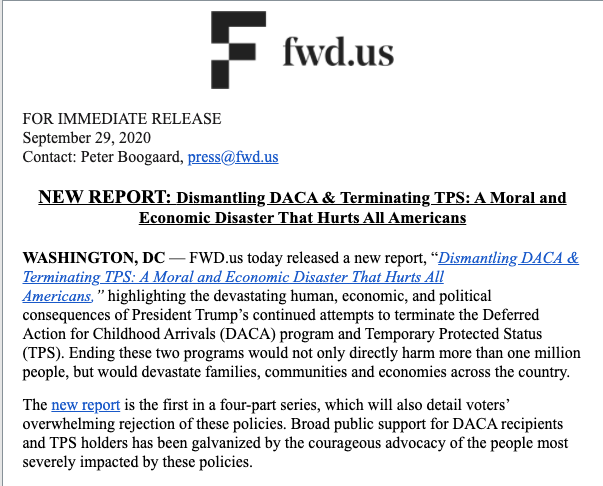 fwd.us
FOR IMMEDIATE RELEASE
September 29, 2020
Contact: Peter Boogaard, press@fwd.us
NEW REPORT: Dismantling DACA & Terminating TPS: A Moral and
Economic Disaster That Hurts All Americans
WASHINGTON, DC — FWD.us today released a new report, “Dismantling DACA &
Terminating TPS: A Moral and Economic Disaster That Hurts All
Americans,” highlighting the devastating human, economic, and political
consequences of President Trump’s continued attempts to terminate the Deferred
Action for Childhood Arrivals (DACA) program and Temporary Protected Status
(TPS). Ending these two programs would not only directly harm more than one million
people, but would devastate families, communities and economies across the country.
The new report is the first in a four-part series, which will also detail voters’
overwhelming rejection of these policies. Broad public support for DACA recipients
and TPS holders has been galvanized by the courageous advocacy of the people most
severely impacted by these policies.